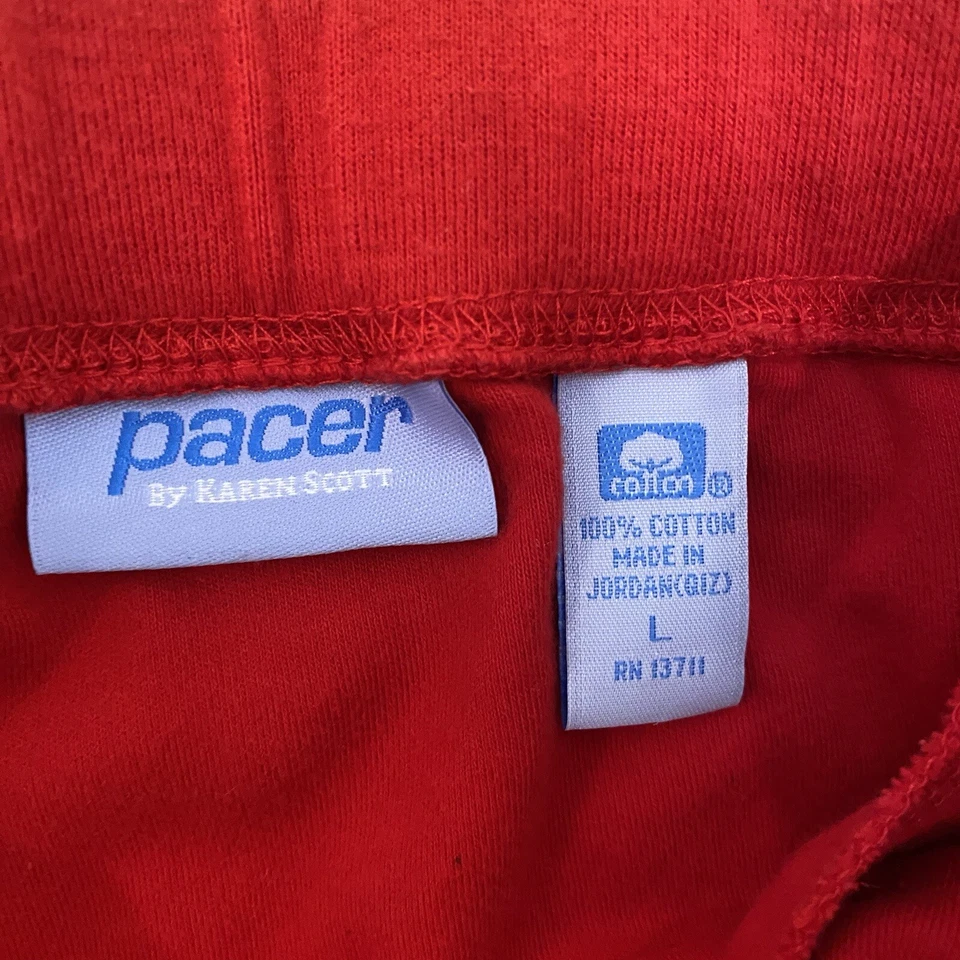 pacer
By KAREN SCOTT
cotton®
100% COTTON
MADE IN
JORDAN(QIZ)
L
RN 13711